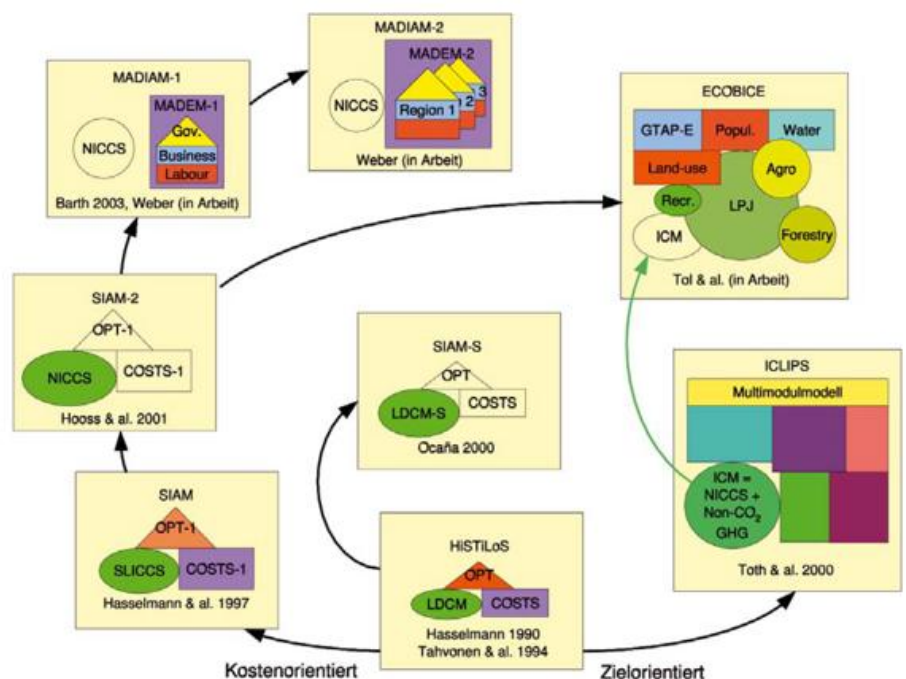 MADIAM-2
MADEM-2
NICCS
Region 1
n 2
3
Weber (in Arbeit)
MADIAM-1
MADEM-1
NICCS
Gov.
Business
Labour
Barth 2003, Weber (in Arbeit)
ECOBICE
GTAP-E
Popul.
Water
Land-use
Agro
Recr.
LPJ
ICM
Forestry
Tol & al. (in Arbeit)
SIAM-2
OPT-1
NICCS
COSTS-1
Hooss & al. 2001
SIAM-S
OPT
LDCM-S
COSTS
Ocaña 2000
ICLIPS
Multimodulmodell
ICM =
NICCS +
Non-CO₂
GHG
Toth & al. 2000
SIAM
OPT-1
SLICCS
COSTS-1
Hasselmann & al. 1997
HISTiLoS
OPT
LDCM
COSTS
Hasselmann 1990
Tahvonen & al. 1994
Kostenorientiert
Zielorientiert